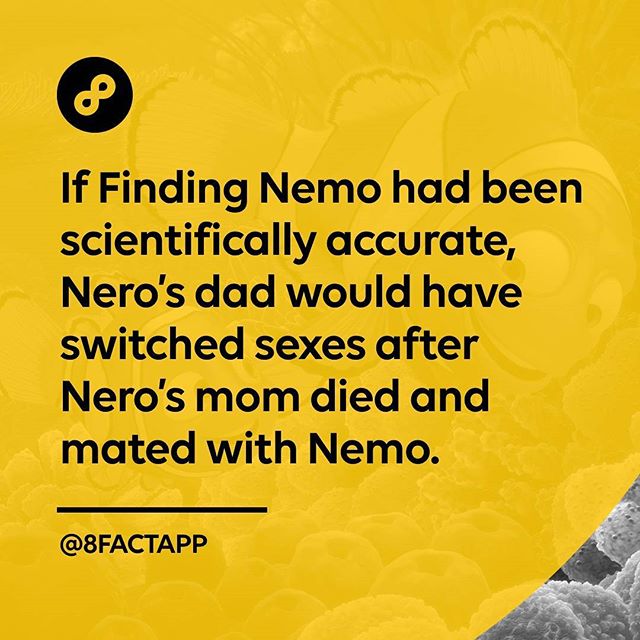 If Finding Nemo had been
scientifically accurate,
Nero's dad would have
switched sexes after
Nero's mom died and
mated with Nemo.
@8FACTAPP